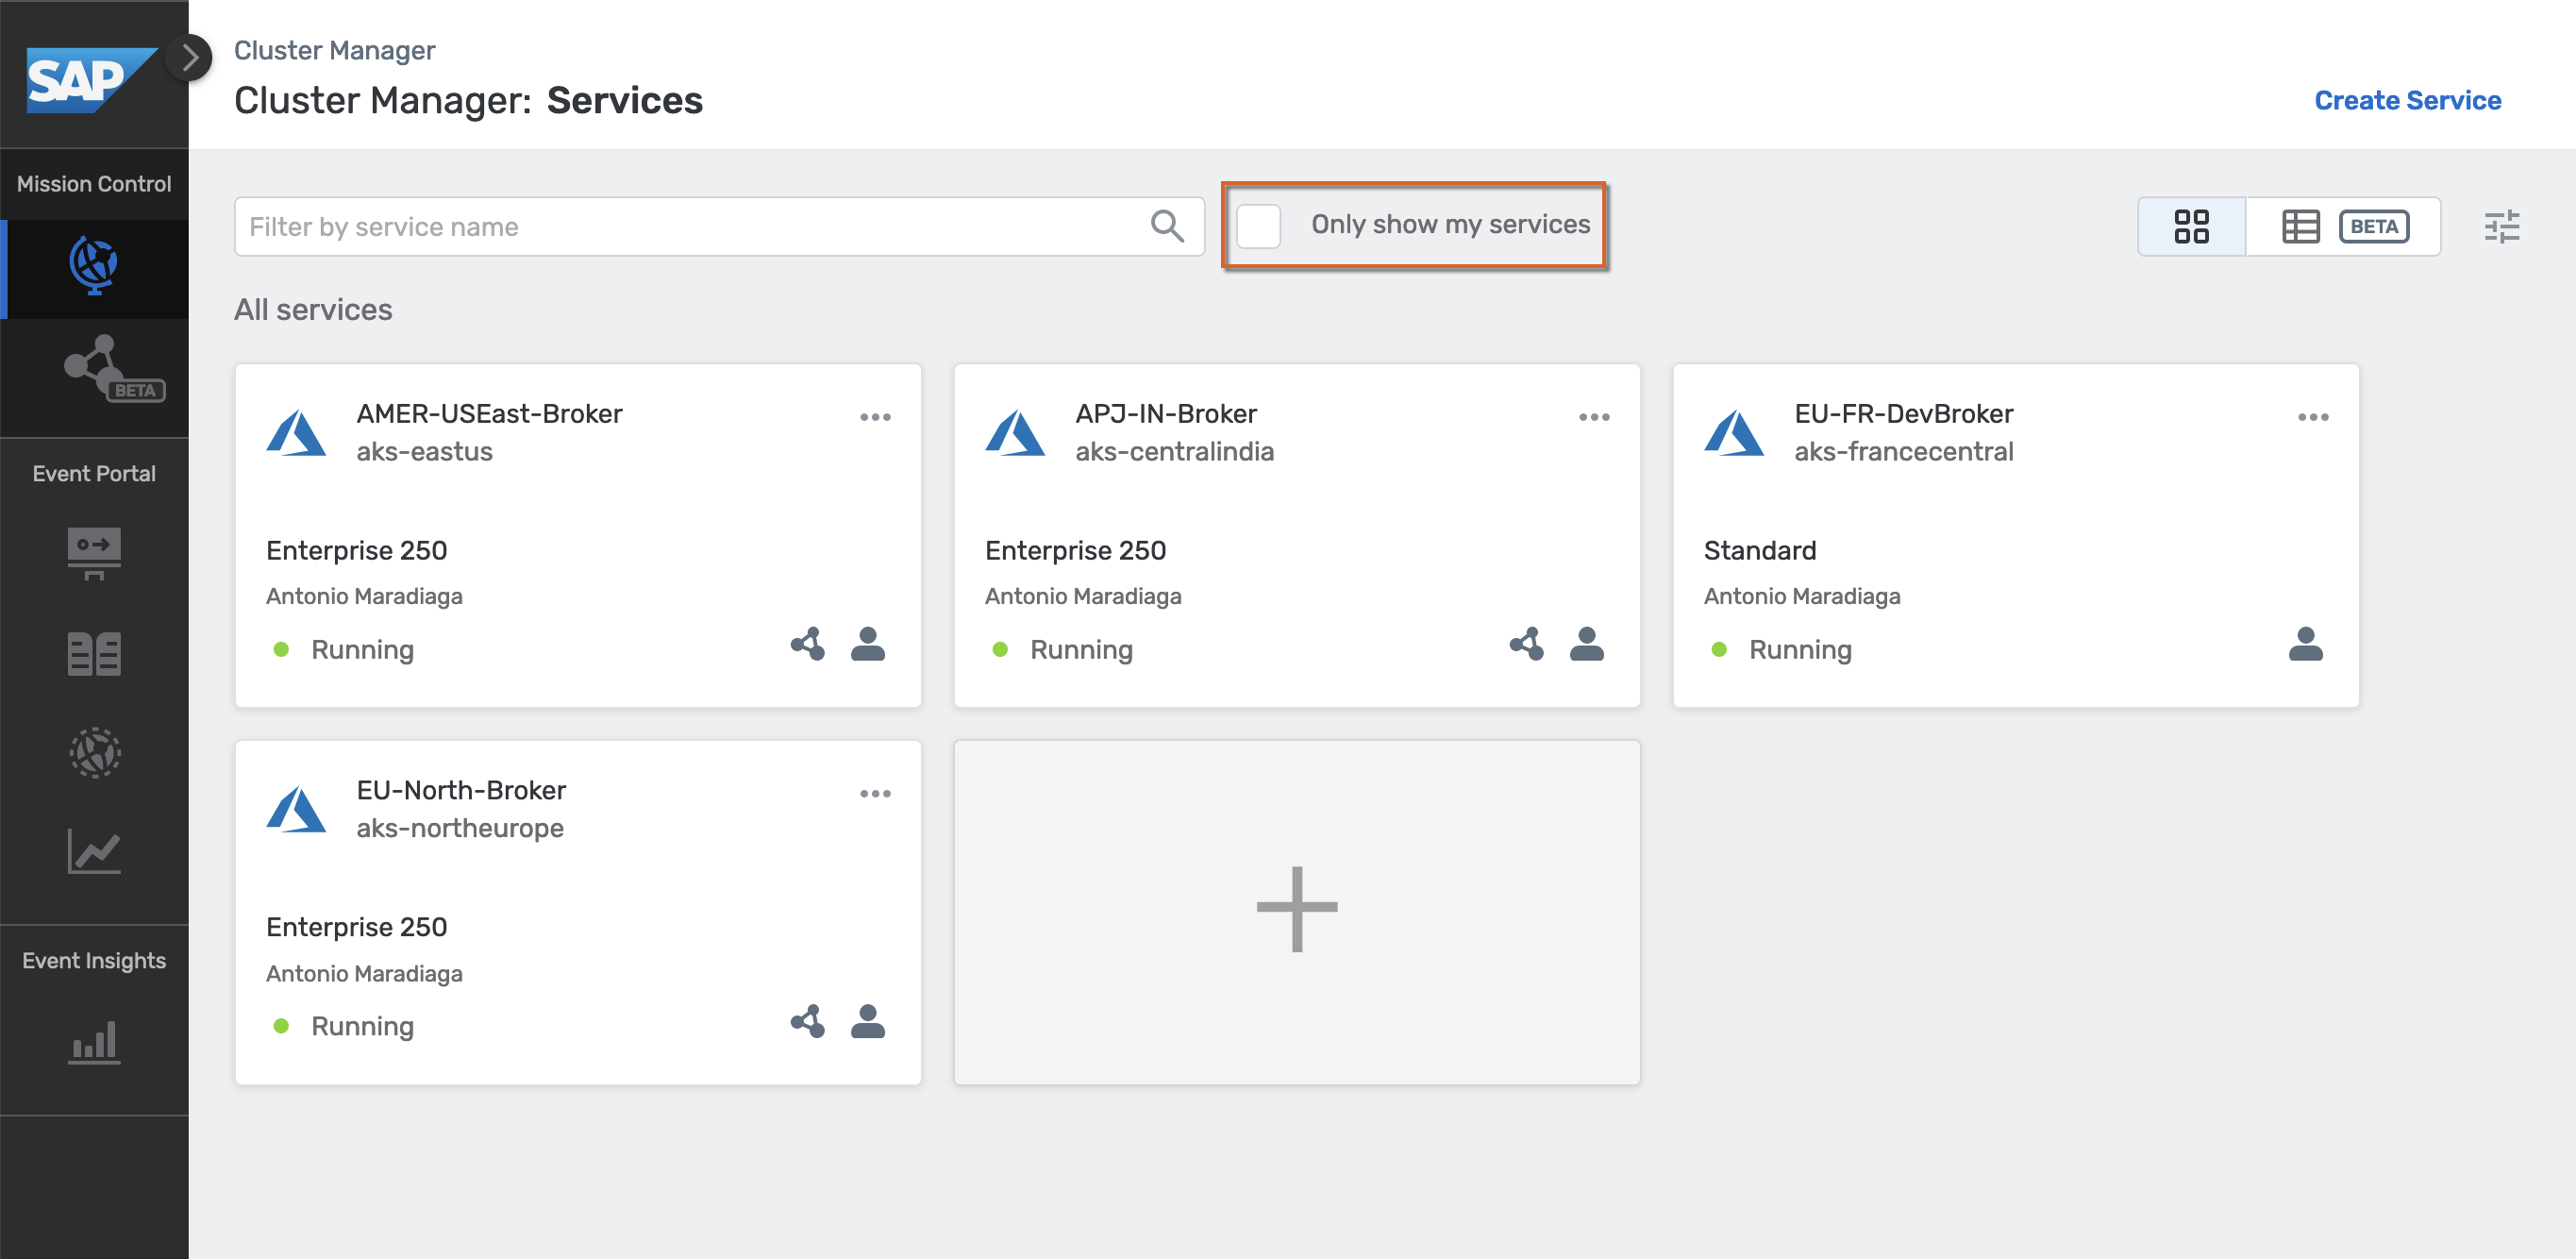 SAP
Cluster Manager
Cluster Manager: Services
Create Service
Mission Control
Filter by service name
Only show my services
BETA
All services
BETA
AMER-USEast-Broker
aks-eastus
Enterprise 250
Antonio Maradiaga
Running
APJ-IN-Broker
aks-centralindia
Enterprise 250
Antonio Maradiaga
Running
EU-FR-DevBroker
aks-francecentral
Standard
Antonio Maradiaga
Running
Event Portal
EU-North-Broker
aks-northeurope
Enterprise 250
Antonio Maradiaga
Running
Event Insights